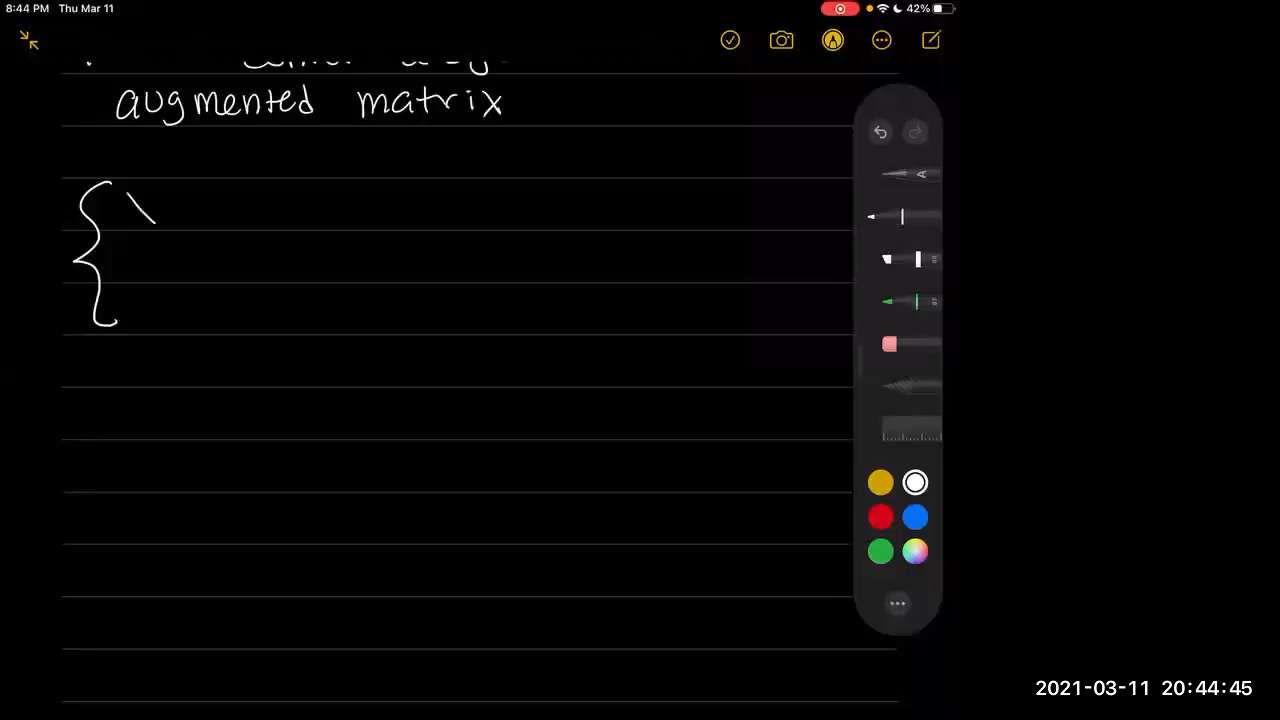 8:44 PM Thu Mar 11
42%
augmented matrix
2021-03-11 20:44:45